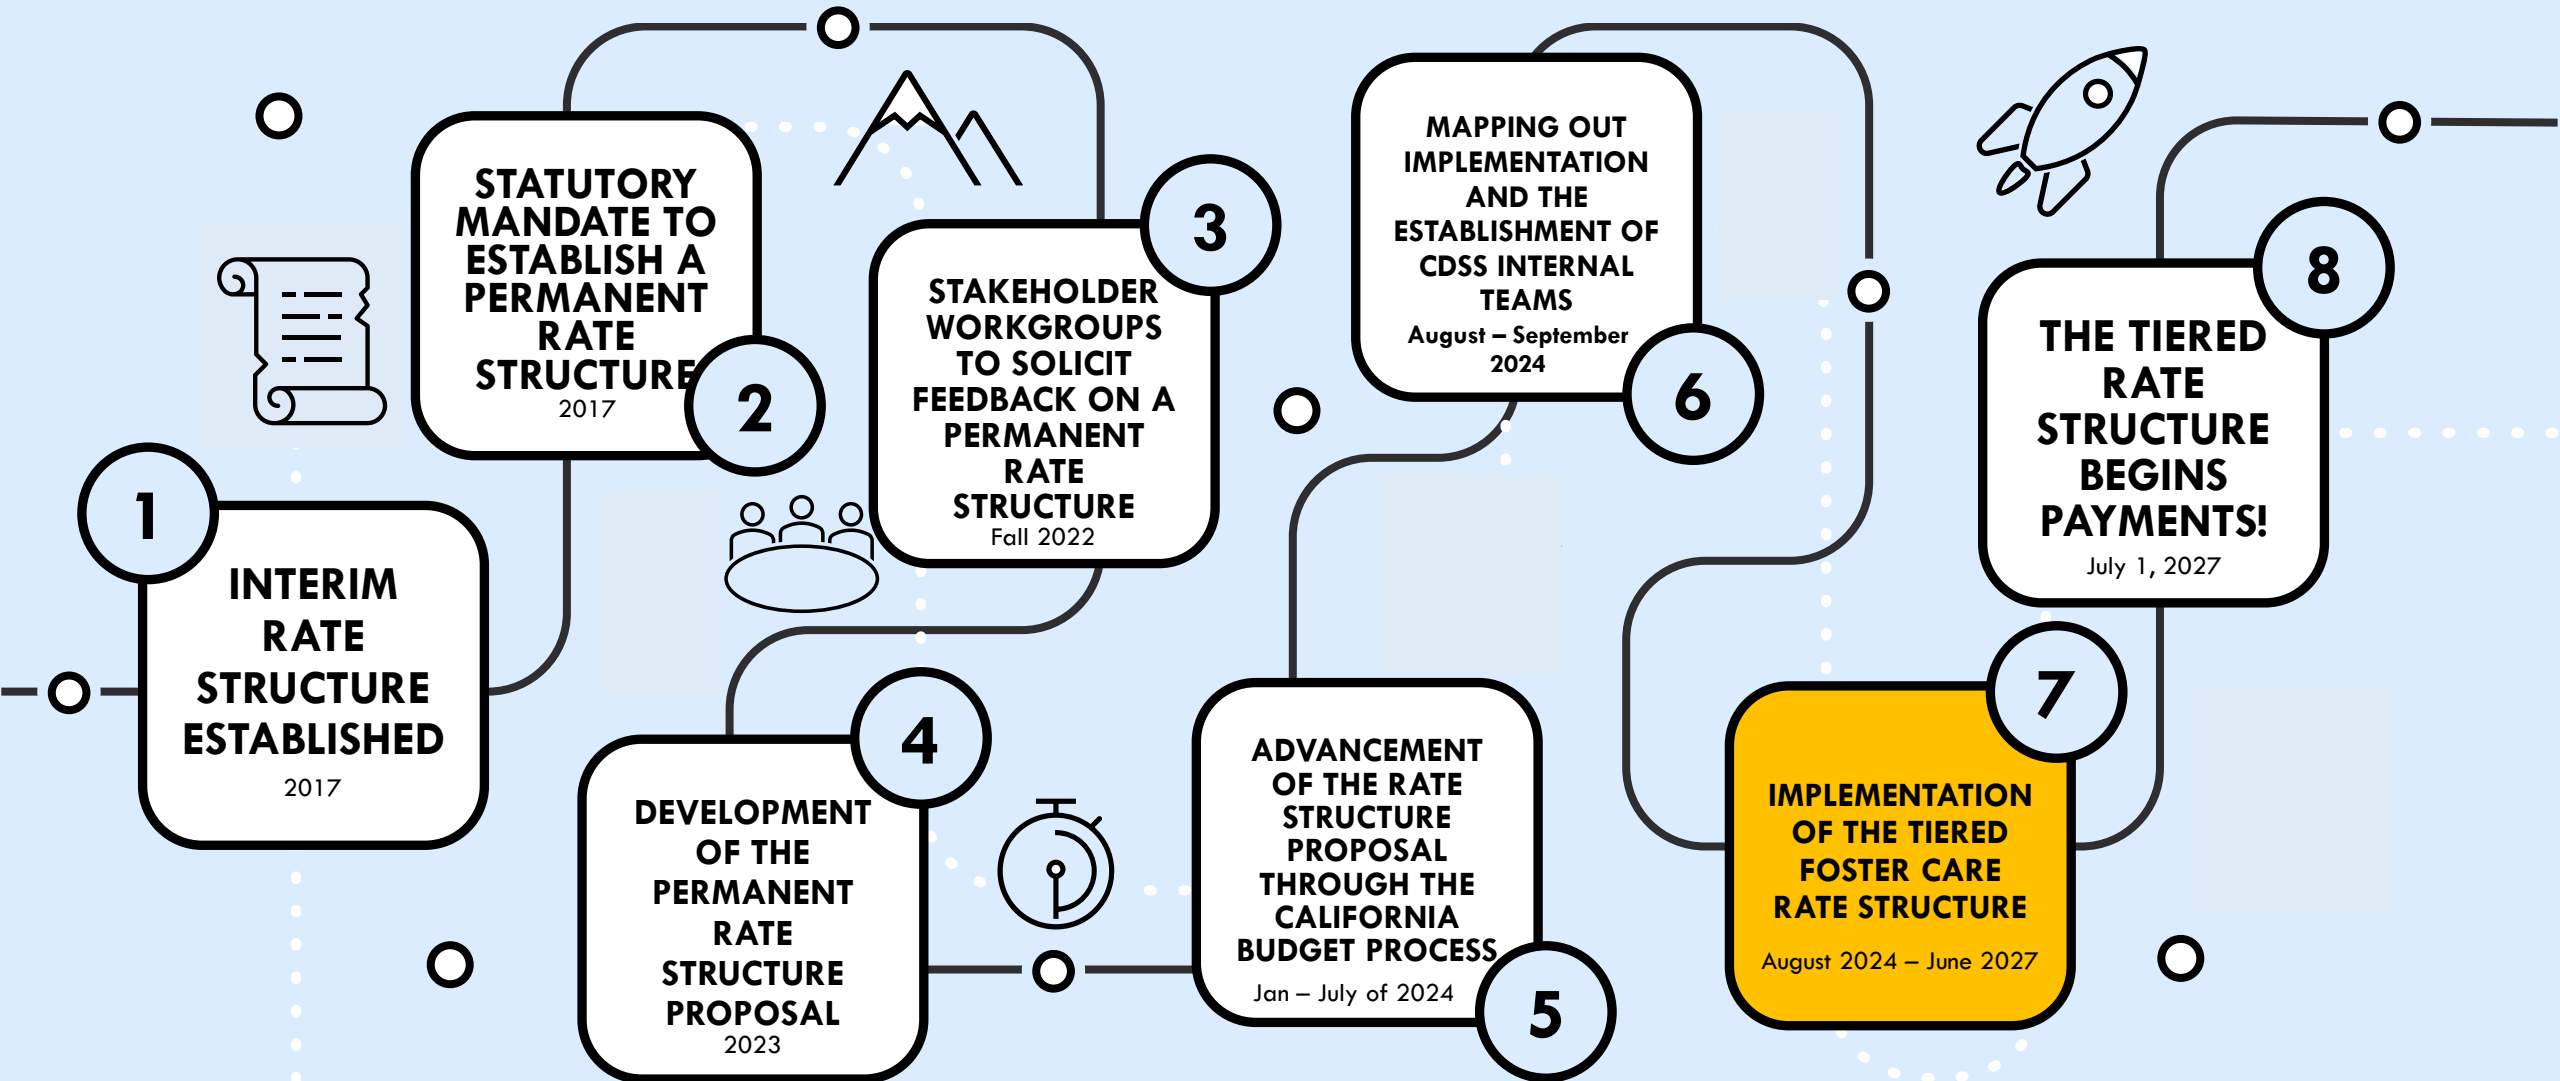 1
INTERIM
RATE
STRUCTURE
ESTABLISHED
2017
STATUTORY
MANDATE TO
ESTABLISH A
PERMANENT
RATE
STRUCTURE
2017
2
3
STAKEHOLDER
WORKGROUPS
TO SOLICIT
FEEDBACK ON A
PERMANENT
RATE
STRUCTURE
Fall 2022
4
DEVELOPMENT
OF THE
PERMANENT
RATE
STRUCTURE
PROPOSAL
2023
ADVANCEMENT
OF THE RATE
STRUCTURE
PROPOSAL
THROUGH THE
CALIFORNIA
BUDGET PROCESS
Jan – July of 2024
5
MAPPING OUT
IMPLEMENTATION
AND THE
ESTABLISHMENT OF
CDSS INTERNAL
TEAMS
August – September
2024
6
7
IMPLEMENTATION
OF THE TIERED
FOSTER CARE
RATE STRUCTURE
August 2024 – June 2027
8
THE TIERED
RATE
STRUCTURE
BEGINS
PAYMENTS!
July 1, 2027